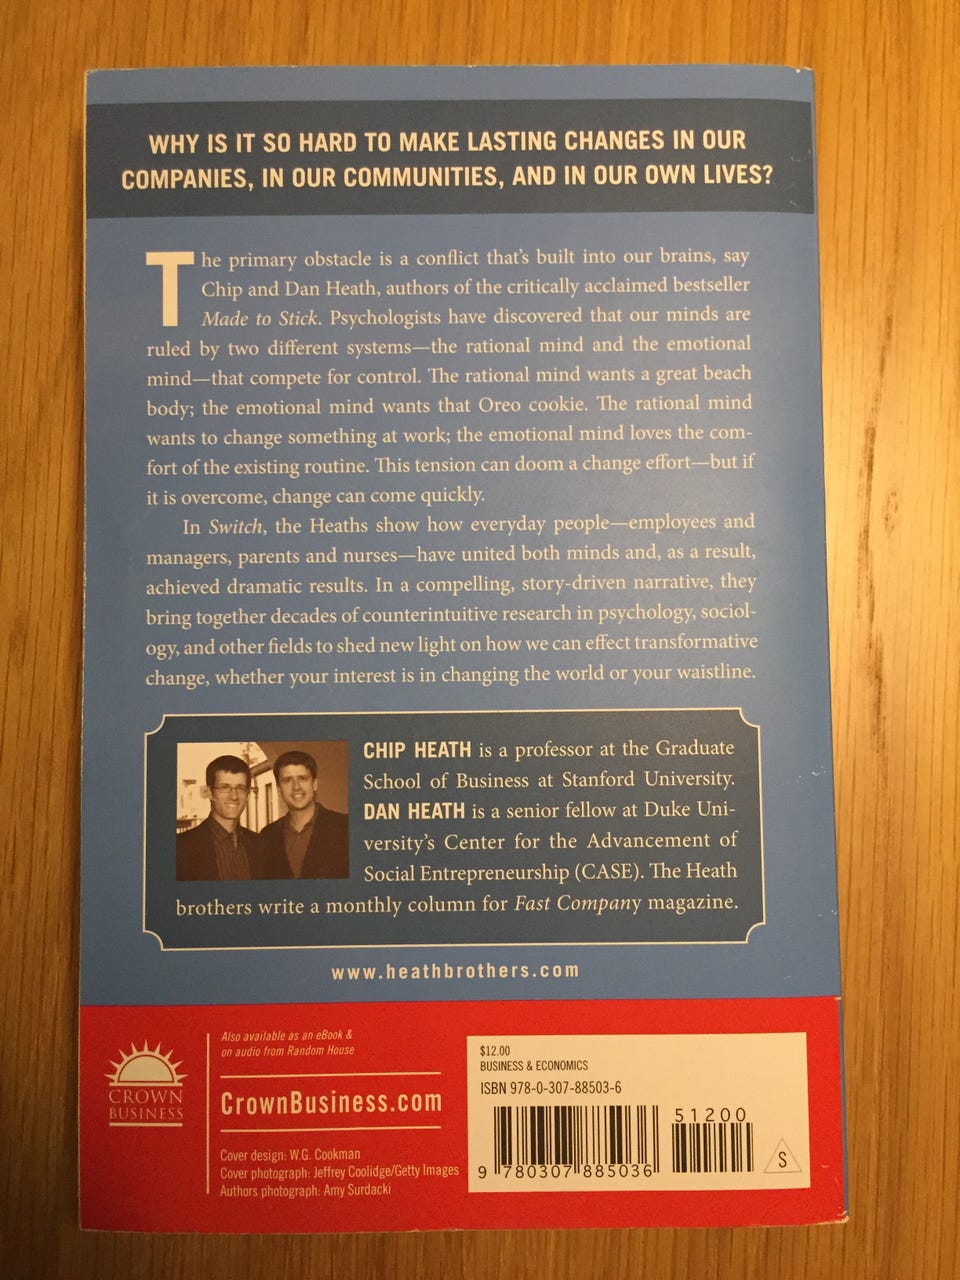 WHY IS IT SO HARD TO MAKE LASTING CHANGES IN OUR
COMPANIES, IN OUR COMMUNITIES, AND IN OUR OWN LIVES?
The primary obstacle is a conflict that's built into our brains, say
Chip and Dan Heath, authors of the critically acclaimed bestseller
Made to Stick. Psychologists have discovered that our minds are
ruled by two different systems—the rational mind and the emotional
mind—that compete for control. The rational mind wants a great beach
body; the emotional mind wants that Oreo cookie. The rational mind
wants to change something at work; the emotional mind loves the com-
fort of the existing routine. This tension can doom a change effort—but if
it is overcome, change can come quickly.
In Switch, the Heaths show how everyday people—employees and
managers, parents and nurses—have united both minds and, as a result,
achieved dramatic results. In a compelling, story-driven narrative, they
bring together decades of counterintuitive research in psychology, sociol-
ogy, and other fields to shed new light on how we can effect transformative
change, whether your interest is in changing the world or your waistline.
CHIP HEATH is a professor at the Graduate
School of Business at Stanford University.
DAN HEATH is a senior fellow at Duke Uni-
versity's Center for the Advancement of
Social Entrepreneurship (CASE). The Heath
brothers write a monthly column for Fast Company magazine.
www.heathbrothers.com
CROWN
BUSINESS
Also available as an eBook &
on audio from Random House
CrownBusiness.com
Cover design: W.G. Cookman
Cover photograph: Jeffrey Coolidge/Getty Images
Authors photograph: Amy Surdacki
$12.00
BUSINESS & ECONOMICS
ISBN 978-0-307-88503-6
51200
9 780307 885036
S